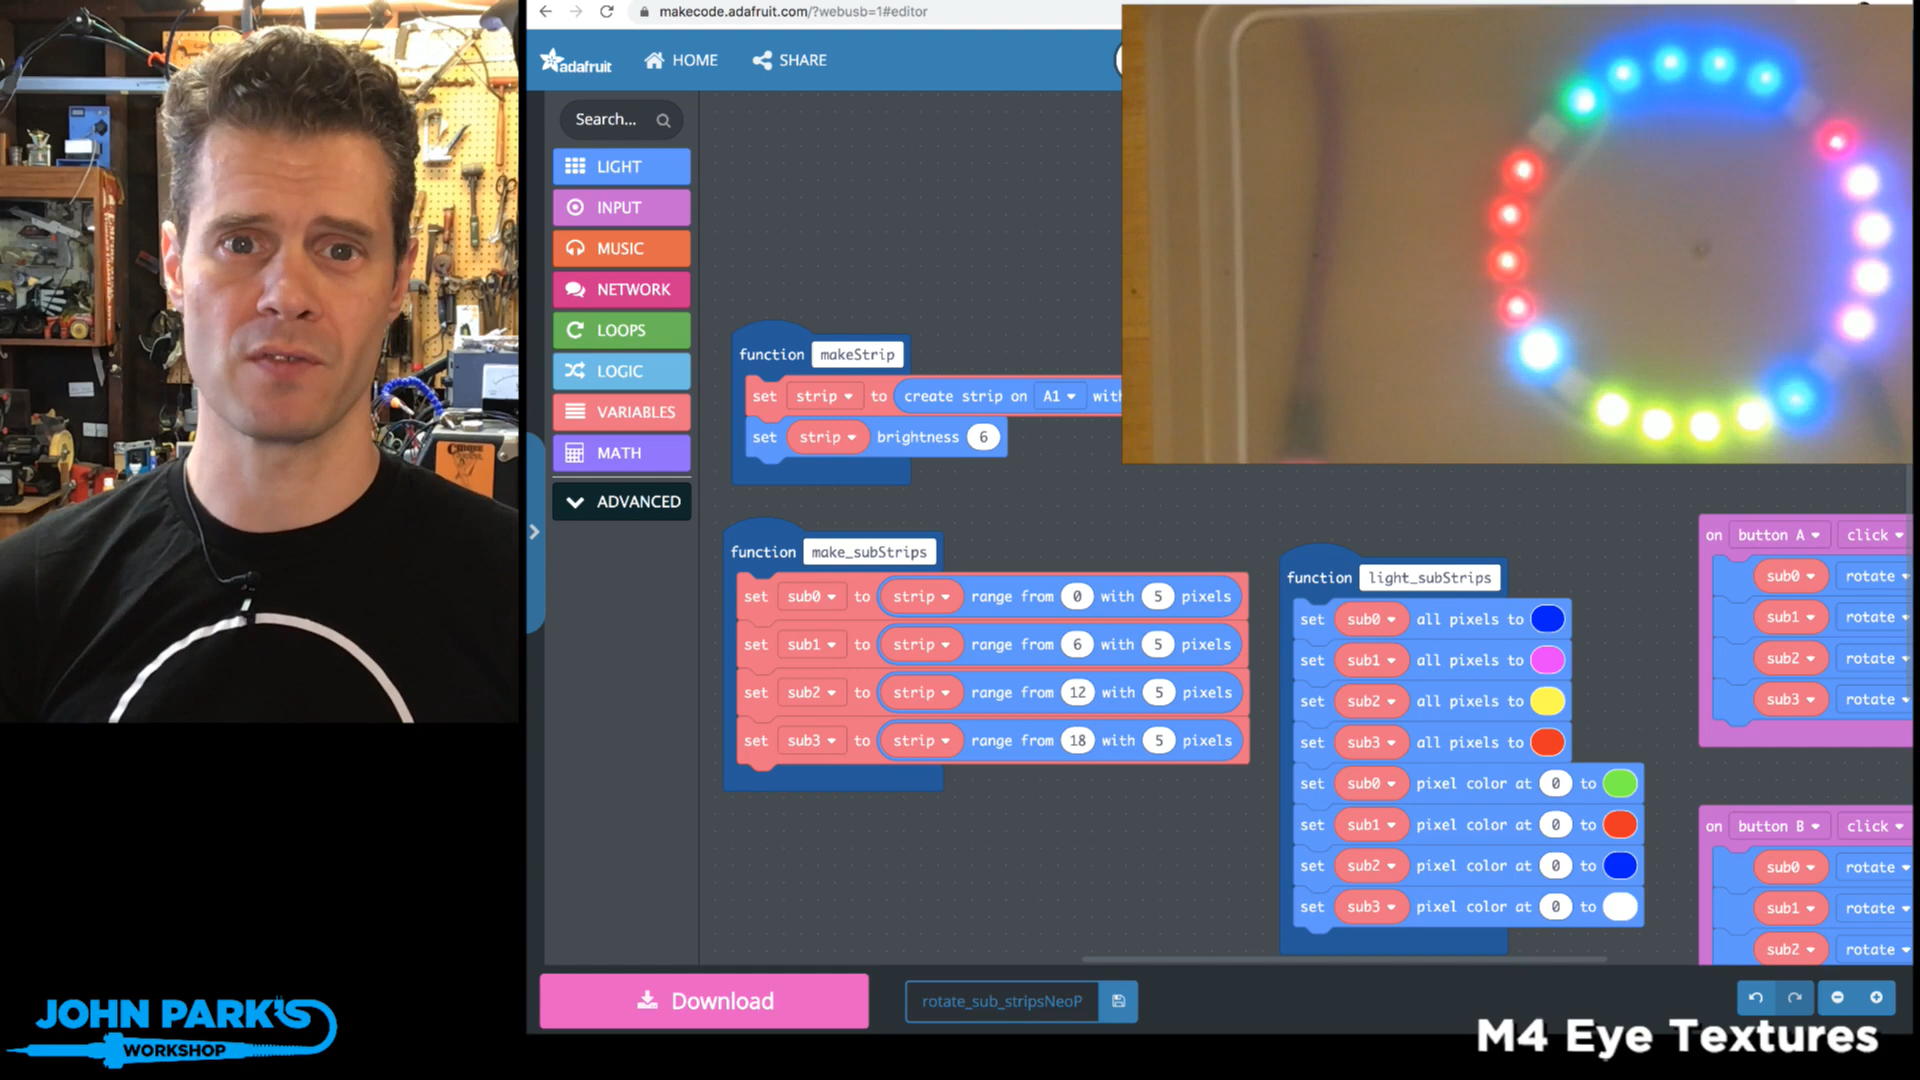 makecode.adafruit.com/?webusb=1#editor
adafruit
HOME
SHARE
Search...
LIGHT
INPUT
MUSIC
NETWORK
LOOPS
LOGIC
VARIABLES
MATH
ADVANCED
function makeStrip
set strip to create strip on A1 with
set strip brightness 6
function make_subStrips
set sub0 to strip range from 0 with 5 pixels
set sub1 to strip range from 6 with 5 pixels
set sub2 to strip range from 12 with 5 pixels
set sub3 to strip range from 18 with 5 pixels
function light_subStrips
set sub0 all pixels to
set sub1 all pixels to
set sub2 all pixels to
set sub3 all pixels to
set sub0 pixel color at 0 to
set sub1 pixel color at 0 to
set sub2 pixel color at 0 to
set sub3 pixel color at 0 to
on button A click
sub0 rotate
sub1 rotate
sub2 rotate
sub3 rotate
on button B click
sub0 rotate
sub1 rotate
sub2 rotate
Download
rotate_sub_stripsNeoP
JOHN PARK'S
WORKSHOP
M4 Eye Textures